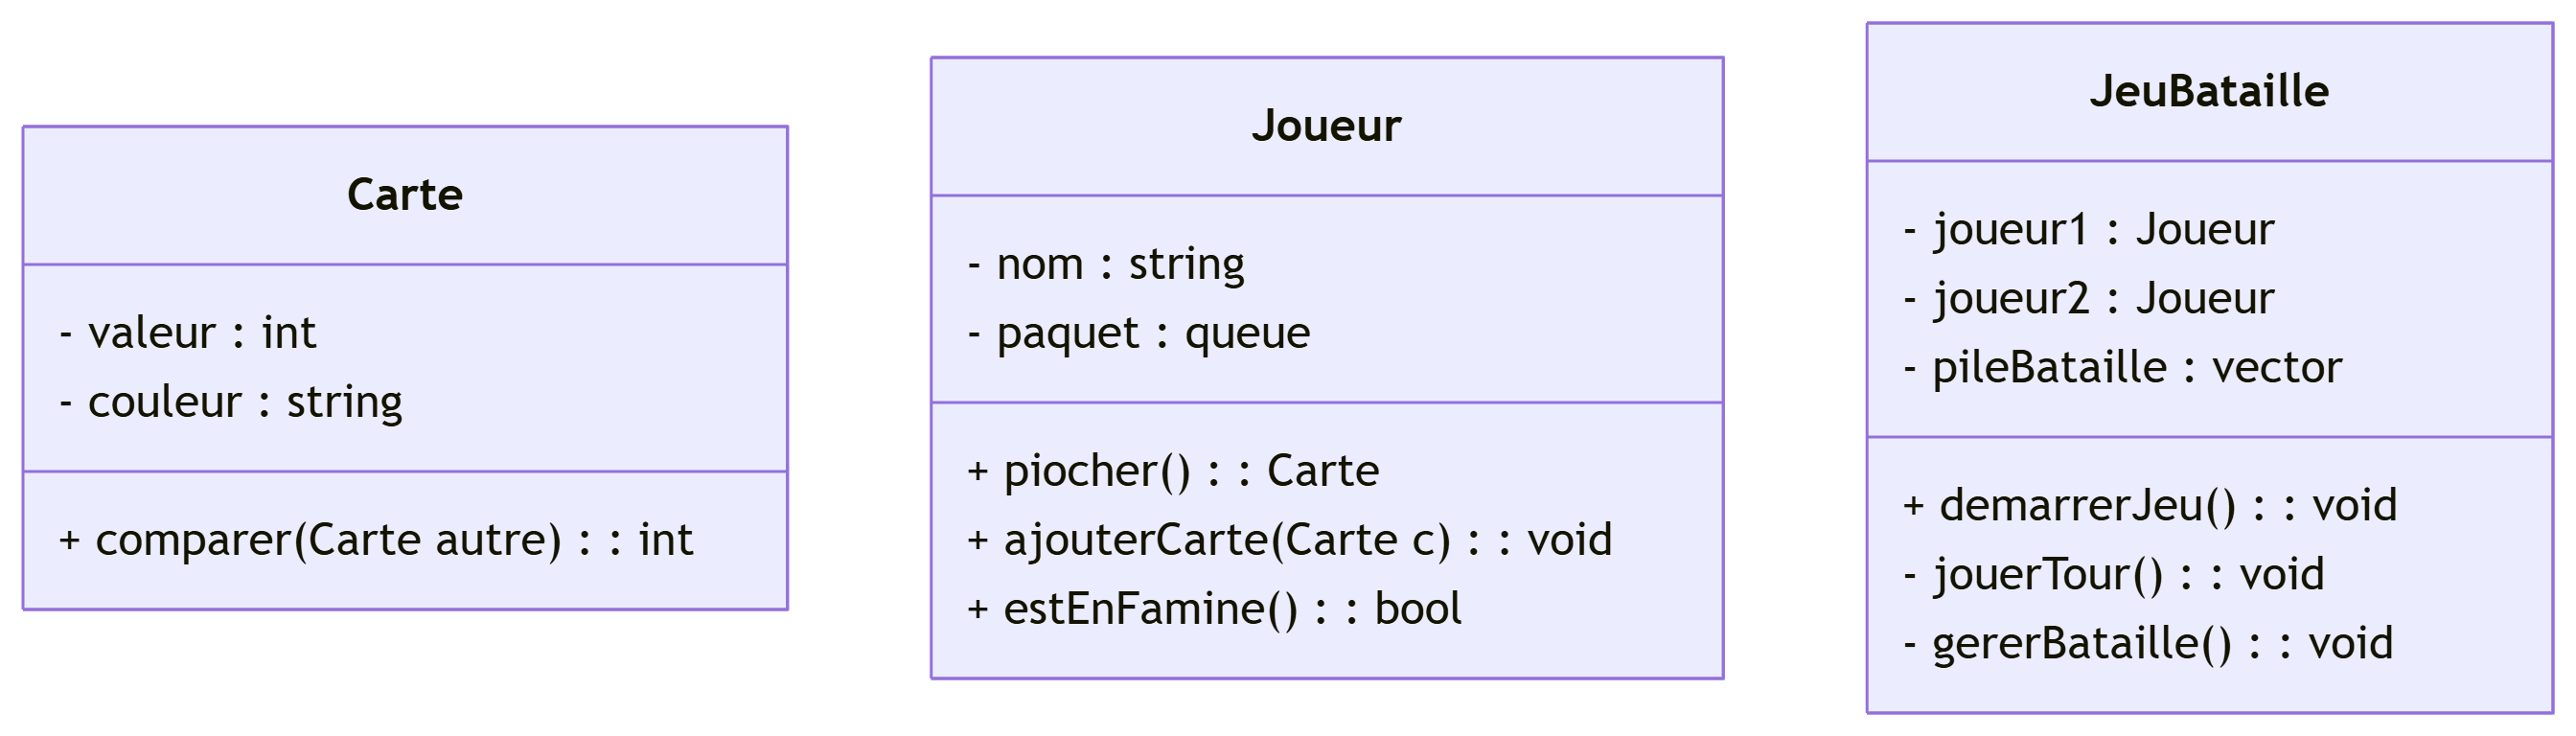 Carte
- valeur : int
- couleur : string
+ comparer(Carte autre) : : int
Joueur
- nom : string
- paquet : queue
+ piocher() : : Carte
+ ajouterCarte(Carte c) : : void
+ estEnFamine() : : bool
JeuBataille
- joueur1 : Joueur
- joueur2 : Joueur
- pileBataille : vector
+ demarrerJeu() : : void
- jouerTour() : : void
- gererBataille() : : void